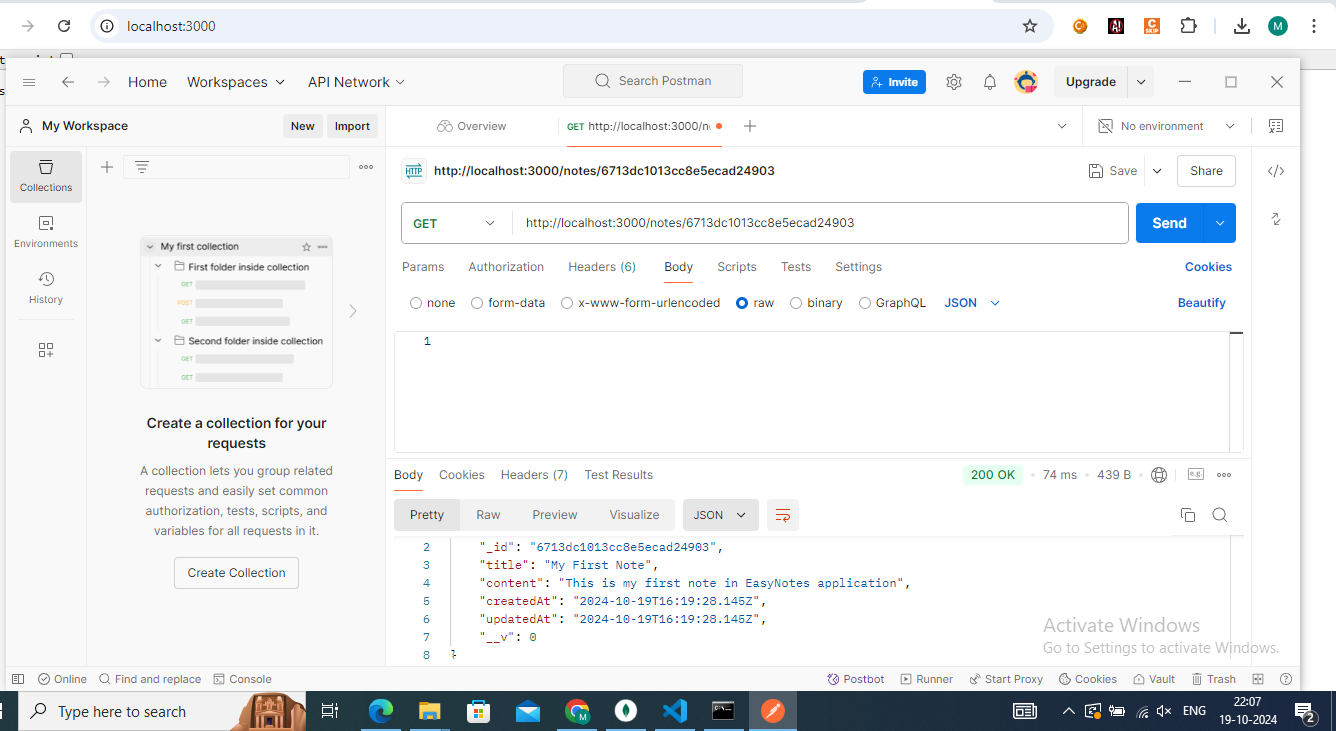 localhost:3000
M
Home
Workspaces
API Network
Search Postman
Invite
Upgrade
My Workspace
New
Import
Overview
GET http://localhost:3000/n
No environment
Collections
HTTP
http://localhost:3000/notes/6713dc1013cc8e5ecad24903
Save
Share
Environments
GET
http://localhost:3000/notes/6713dc1013cc8e5ecad24903
Send
History
Params
Authorization
Headers (6)
Body
Scripts
Tests
Settings
Cookies
none
form-data
x-www-form-urlencoded
raw
binary
GraphQL
JSON
Beautify
1
My first collection
First folder inside collection
GET
POST
GET
Second folder inside collection
GET
GET
Create a collection for your
requests
A collection lets you group related
requests and easily set common
authorization, tests, scripts, and
variables for all requests in it.
Create Collection
Body
Cookies
Headers (7)
Test Results
200 OK
74 ms
439 B
e.g.
Pretty
Raw
Preview
Visualize
JSON
2 "_id": "6713dc1013cc8e5ecad24903",
3 "title": "My First Note",
4 "content": "This is my first note in EasyNotes application",
5 "createdAt": "2024-10-19T16:19:28.145Z",
6 "updatedAt": "2024-10-19T16:19:28.145Z",
7 "__v": 0
8 }
Activate Windows
Go to Settings to activate Windows.
Online
Find and replace
Console
Postbot
Runner
Start Proxy
Cookies
Vault
Trash
Type here to search
M
ENG
22:07
19-10-2024
2